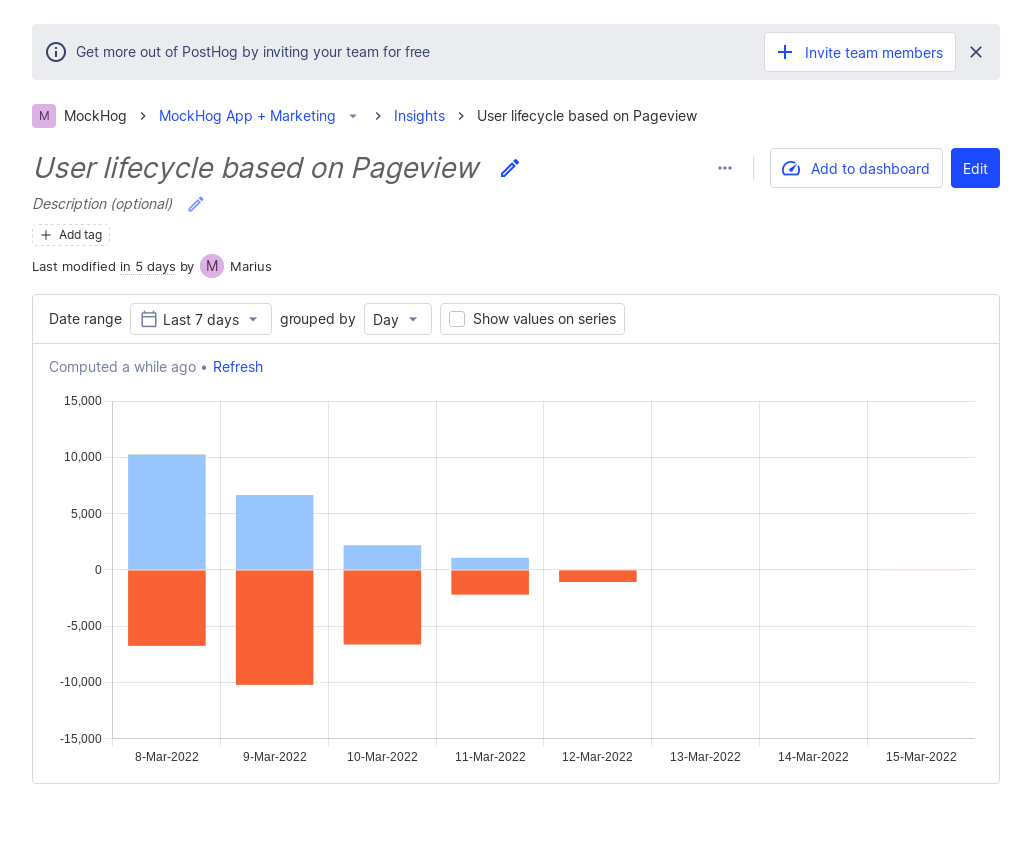 Get more out of PostHog by inviting your team for free
Invite team members
M MockHog MockHog App + Marketing Insights User lifecycle based on Pageview
User lifecycle based on Pageview
Add to dashboard
Edit
Description (optional)
Add tag
Last modified in 5 days by M Marius
Date range Last 7 days grouped by Day Show values on series
Computed a while ago • Refresh
15,000
10,000
5,000
0
-5,000
-10,000
-15,000
8-Mar-2022 9-Mar-2022 10-Mar-2022 11-Mar-2022 12-Mar-2022 13-Mar-2022 14-Mar-2022 15-Mar-2022